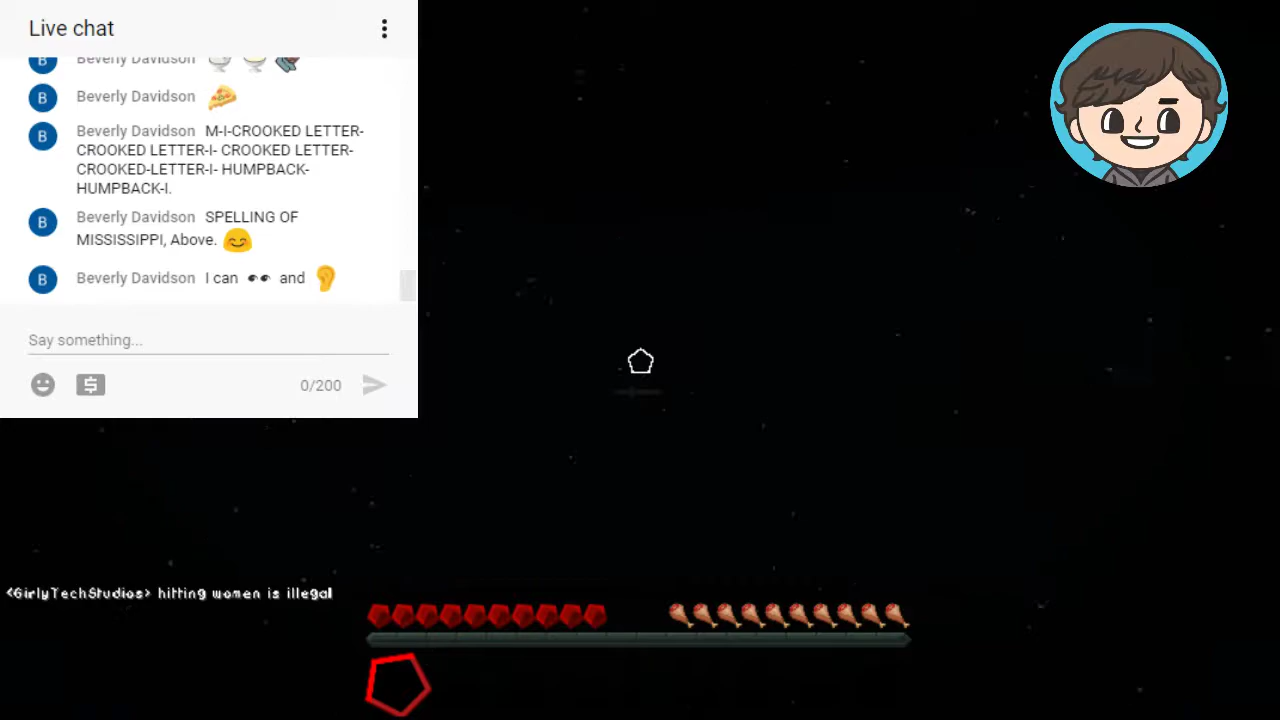 Live chat
Beverly Davidson
B Beverly Davidson
B Beverly Davidson M-I-CROOKED LETTER-
CROOKED LETTER-I- CROOKED LETTER-
CROOKED-LETTER-I- HUMPBACK-
HUMPBACK-I.
B Beverly Davidson SPELLING OF
MISSISSIPPI, Above.
B Beverly Davidson I can and
Say something...
0/200
<GirlyTechStudios> hitting women is illegal